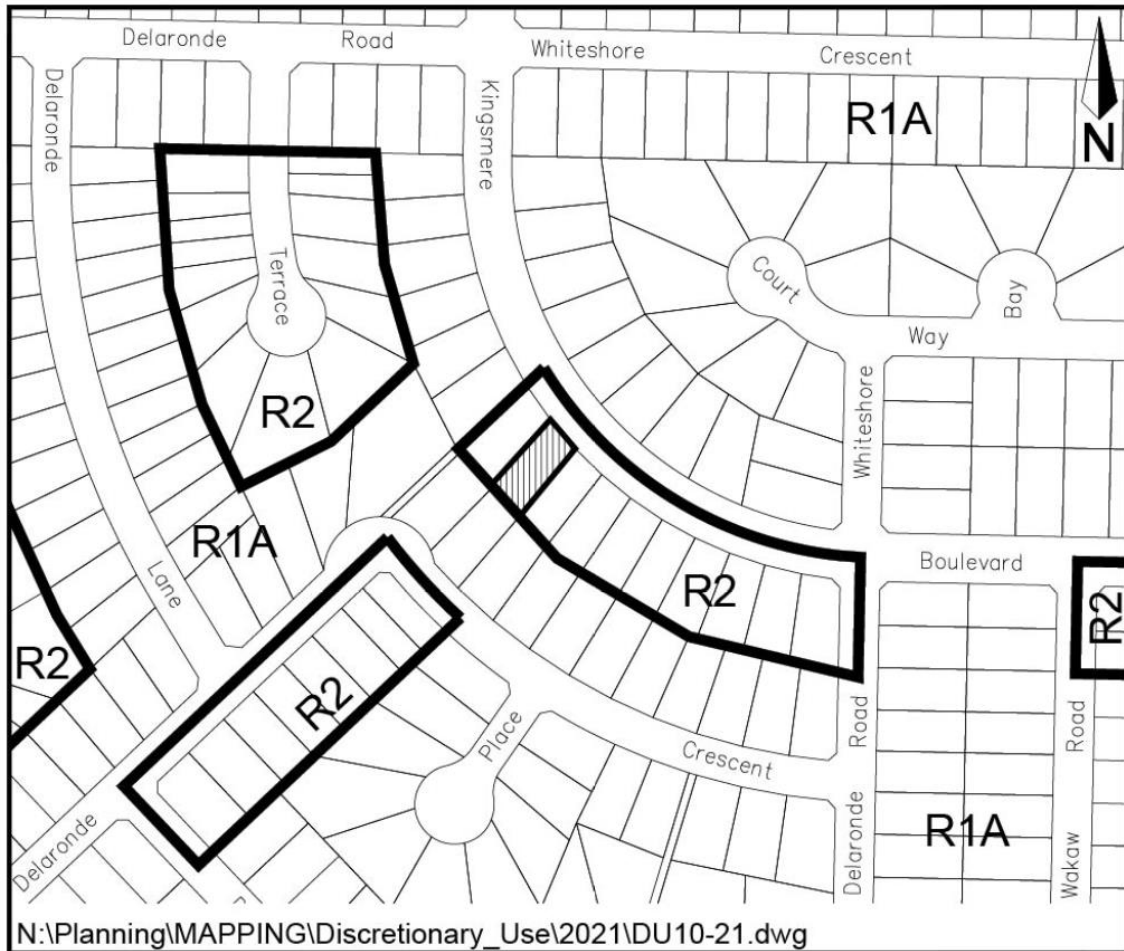 Delaronde Road
Whiteshore Crescent
Delaronde
Kingsmere
R1A
N
Terrace
Court
Bay
Way
R2
Whiteshore
R1A
Lane
Boulevard
R2
R2
R2
R2
Place
Road
Road
Crescent
Delaronde
Delaronde
R1A
Wakaw
N:\Planning\MAPPING\Discretionary_Use\2021\DU10-21.dwg